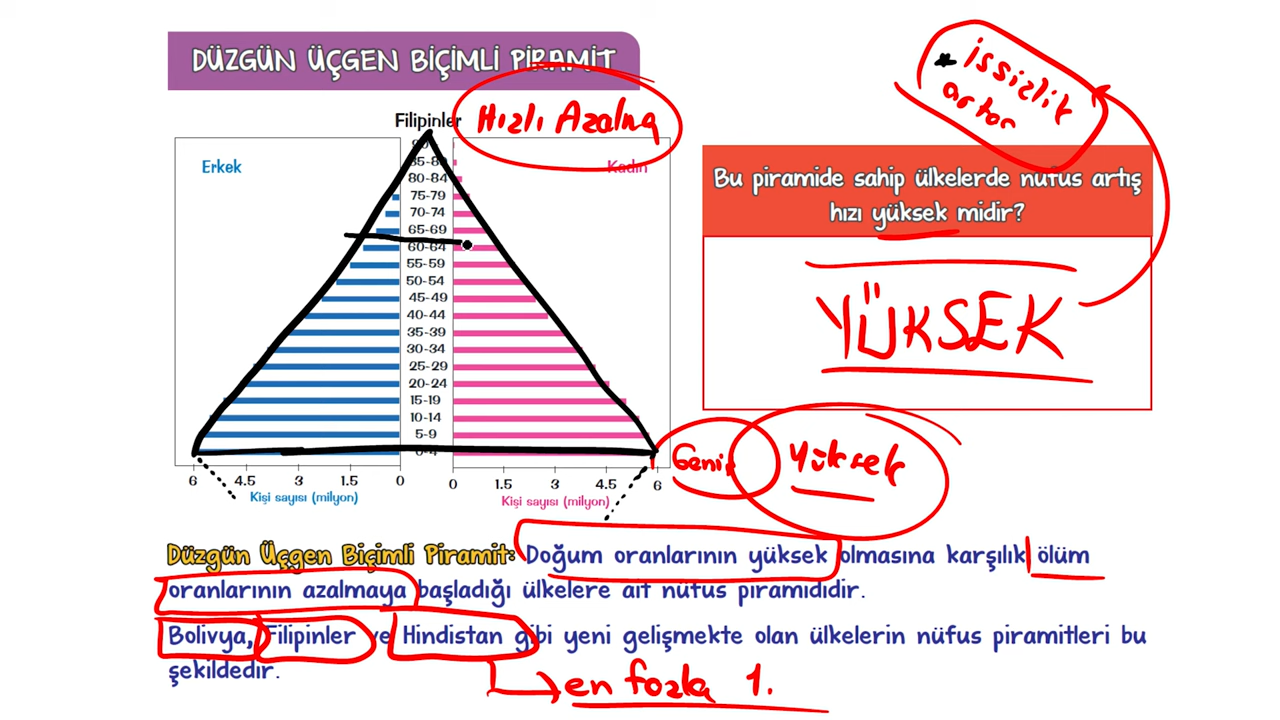 DÜZGÜN ÜÇGEN BİÇİMLİ PİRAMİT
işsizlik
artar
Filipinler
Hızlı Azalma
Erkek
Kadın
85-89
80-84
75-79
70-74
65-69
60-64
55-59
50-54
45-49
40-44
35-39
30-34
25-29
20-24
15-19
10-14
5-9
0-4
6 4.5 3 1.5 0 0 1.5 3 4.5 6
Kişi sayısı (milyon) Kişi sayısı (milyon)
Bu piramide sahip ülkelerde nüfus artış
hızı yüksek midir?
YÜKSEK
Geniş Yüksek
Düzgün Üçgen Biçimli Piramit: Doğum oranlarının yüksek olmasına karşılık ölüm
oranlarının azalmaya başladığı ülkelere ait nüfus piramididir.
Bolivya, Filipinler ve Hindistan gibi yeni gelişmekte olan ülkelerin nüfus piramitleri bu
şekildedir.
en fazla 1.